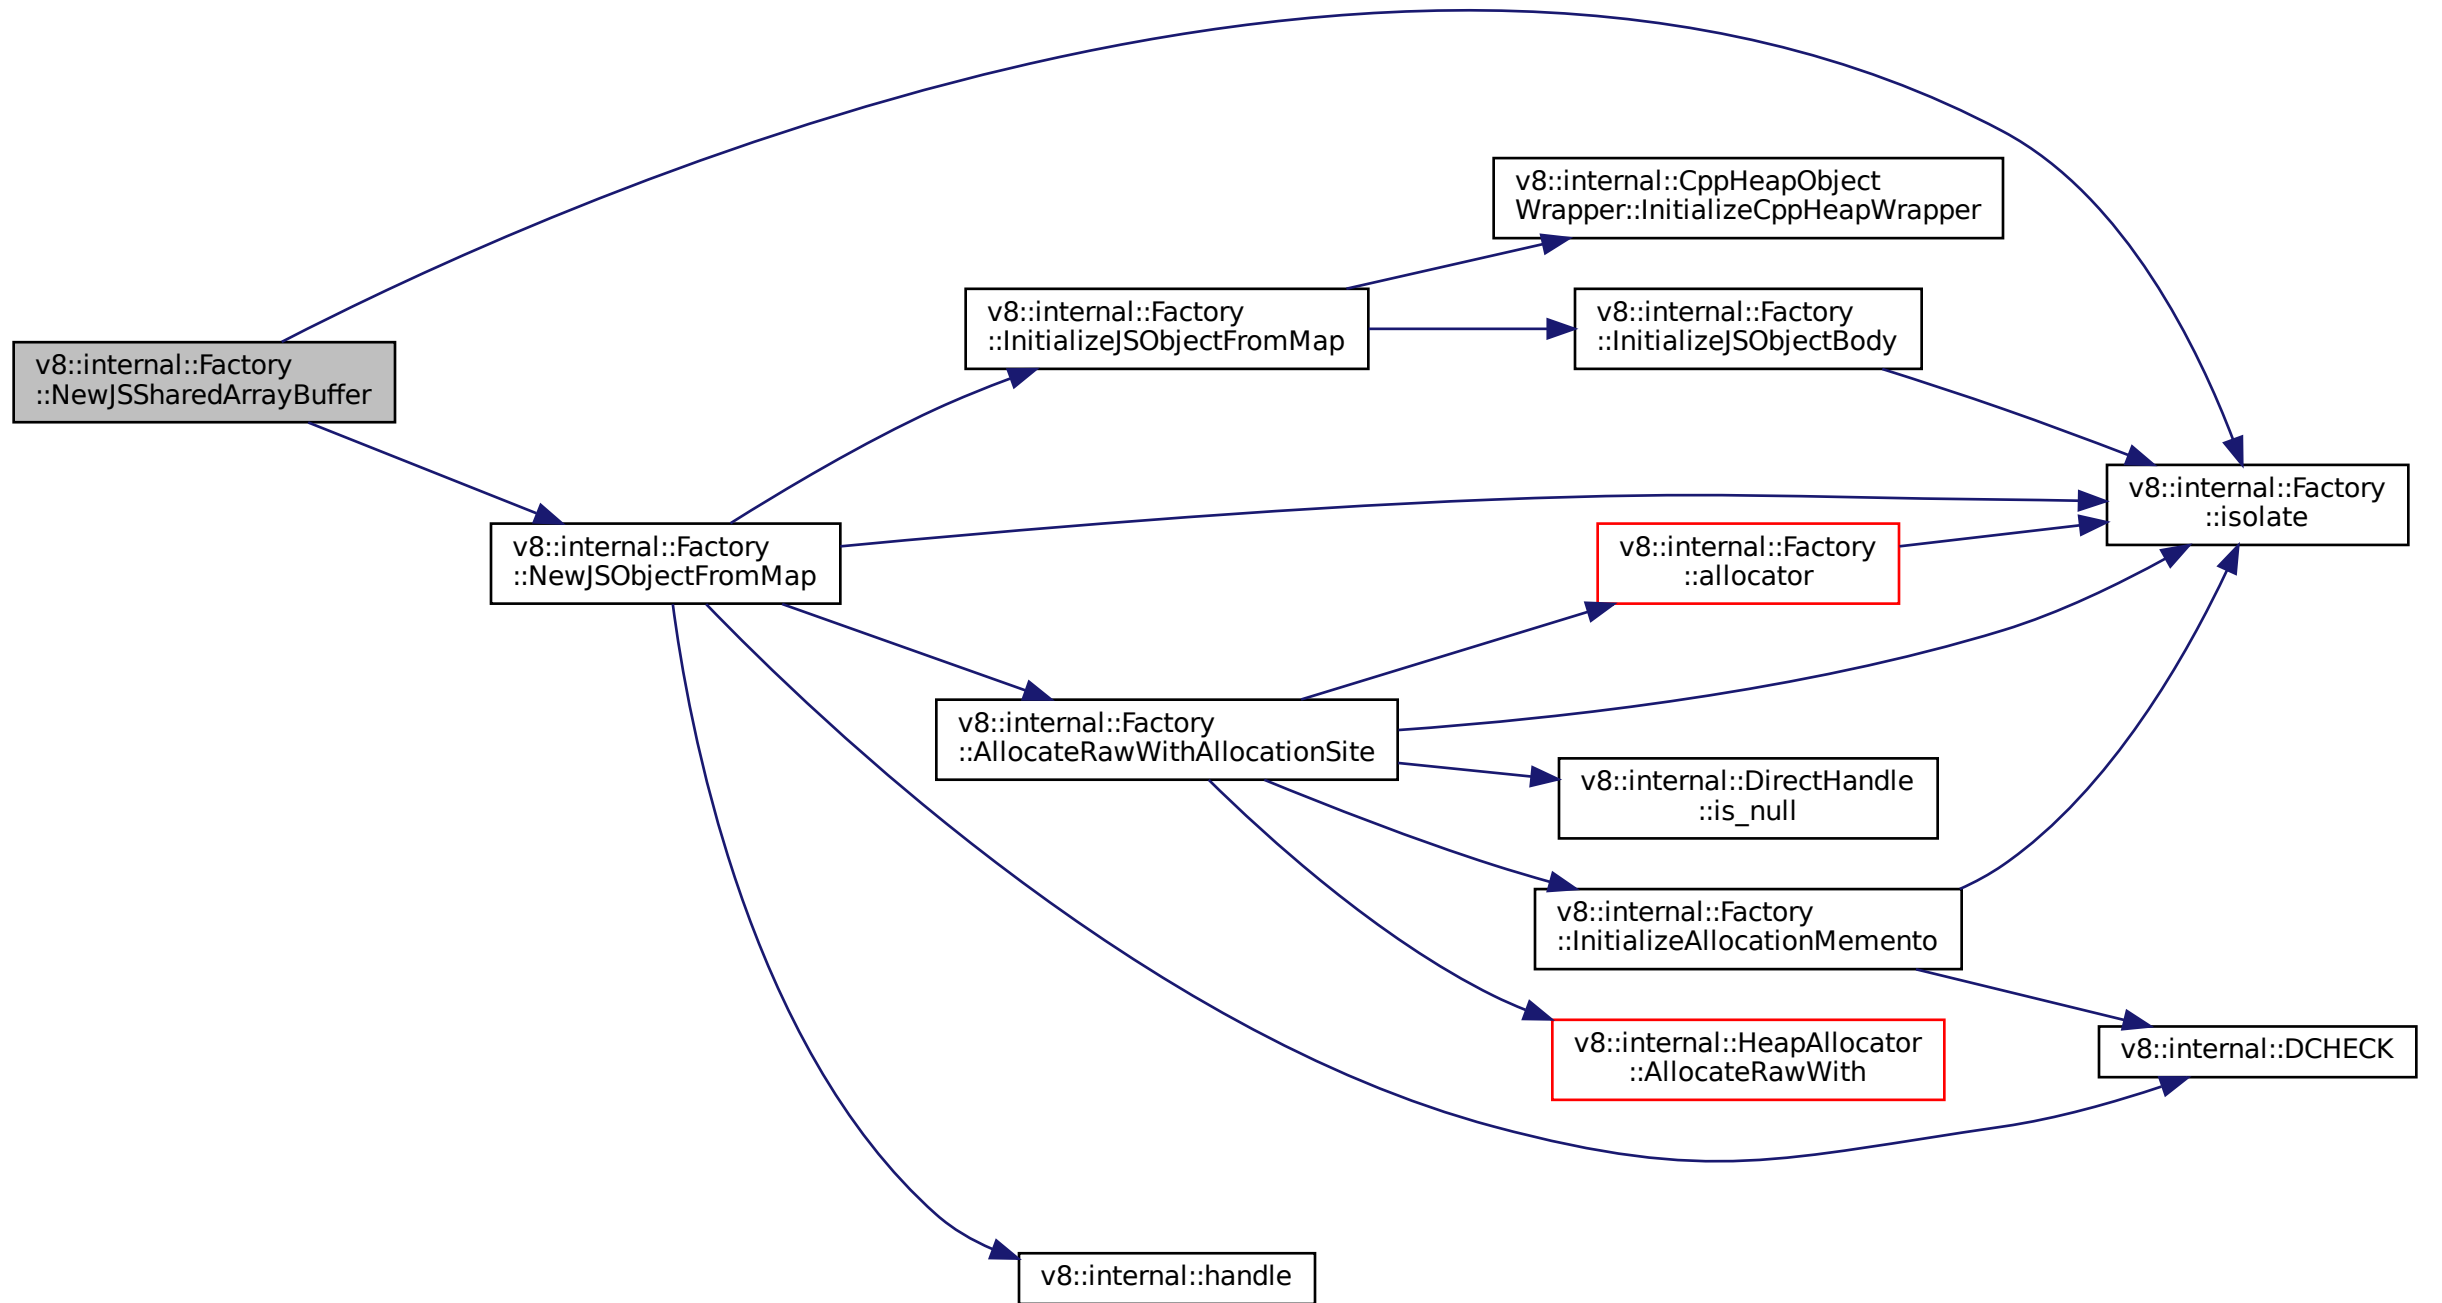 v8::internal::Factory
::NewJSSharedArrayBuffer
v8::internal::Factory
::NewJSObjectFromMap
v8::internal::Factory
::InitializeJSObjectFromMap
v8::internal::CppHeapObject
Wrapper::InitializeCppHeapWrapper
v8::internal::Factory
::InitializeJSObjectBody
v8::internal::Factory
::isolate
v8::internal::Factory
::allocator
v8::internal::Factory
::AllocateRawWithAllocationSite
v8::internal::DirectHandle
::is_null
v8::internal::Factory
::InitializeAllocationMemento
v8::internal::HeapAllocator
::AllocateRawWith
v8::internal::DCHECK
v8::internal::handle